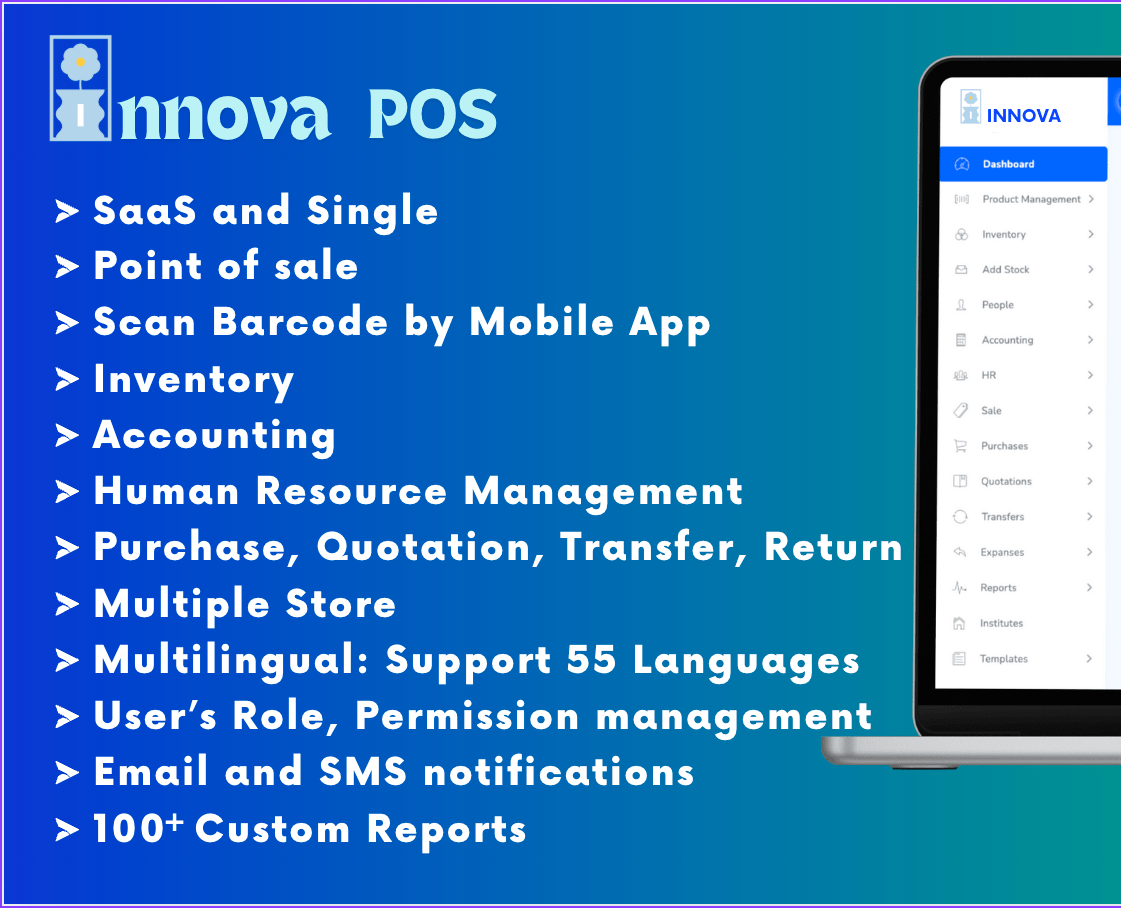 Innova POS
➤ SaaS and Single
➤ Point of sale
➤ Scan Barcode by Mobile App
➤ Inventory
➤ Accounting
➤ Human Resource Management
➤ Purchase, Quotation, Transfer, Return
➤ Multiple Store
➤ Multilingual: Support 55 Languages
➤ User’s Role, Permission management
➤ Email and SMS notifications
➤ 100+ Custom Reports
I INNOVA
Dashboard
Product Management >
Inventory >
Add Stock >
People >
Accounting >
HR >
Sale >
Purchases >
Quotations >
Transfers >
Expanses >
Reports >
Institutes
Templates >